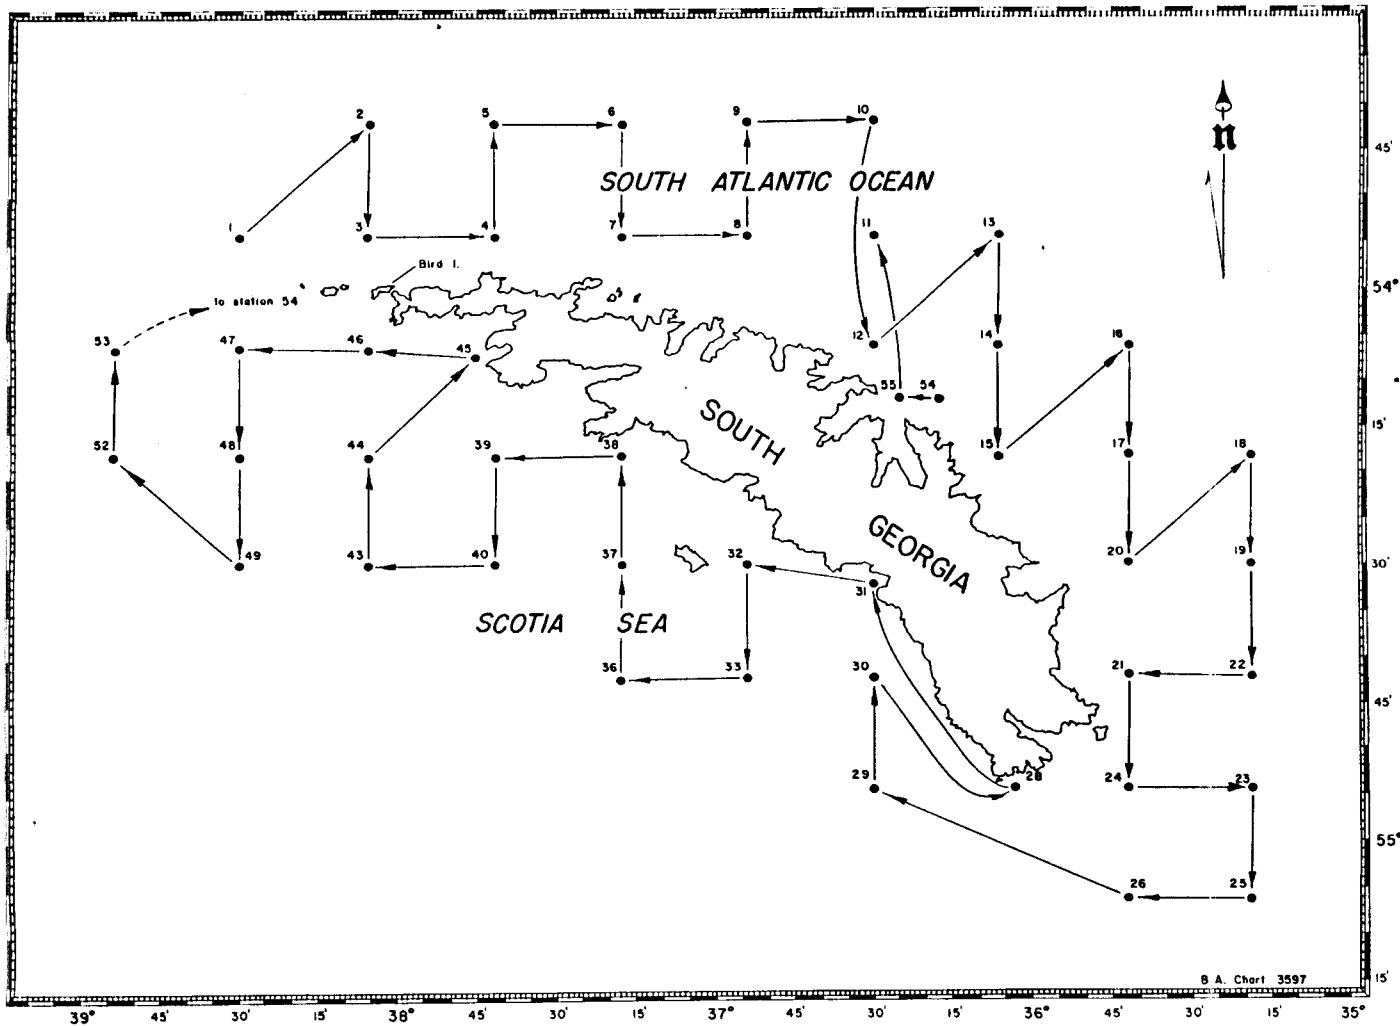 2 5 6 9 10
N
45'
SOUTH ATLANTIC OCEAN
1 3 4 7 8 11 13
Bird I.
to station 54
54°
53 47 46 45 12 14 16
55 54
SOUTH
15'
52 48 44 39 38 15 17 18
GEORGIA
49 43 40 37 32 20 19
30'
31
SCOTIA SEA
36 33 30 21 22
45'
29 28 24 23
55°
26 25
B A. Chart 3597
15'
39° 45' 30' 15' 38° 45' 30' 15' 37° 45' 30' 15' 36° 45' 30' 15' 35°